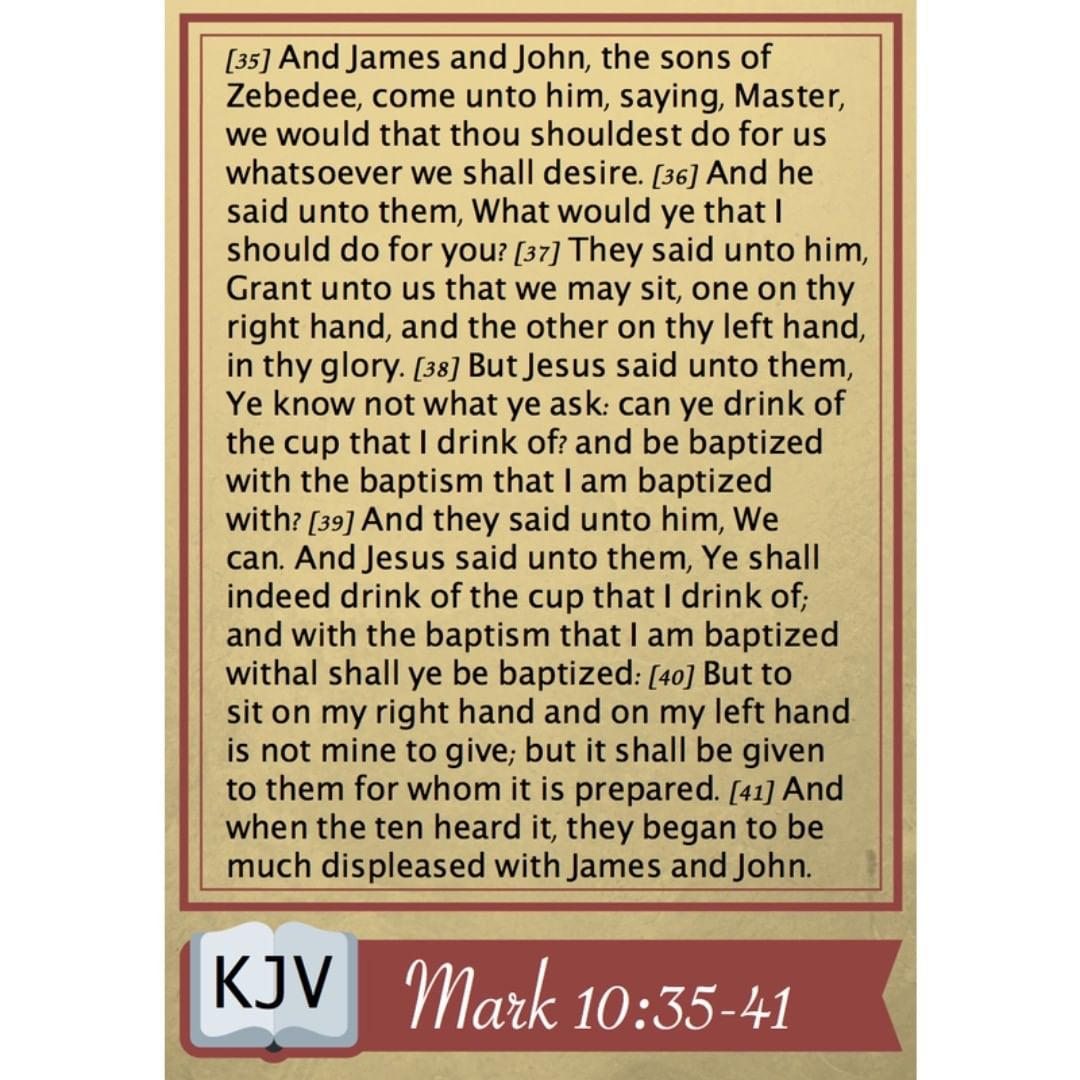 [35] And James and John, the sons of
Zebedee, come unto him, saying, Master,
we would that thou shouldest do for us
whatsoever we shall desire. [36] And he
said unto them, What would ye that I
should do for you? [37] They said unto him,
Grant unto us that we may sit, one on thy
right hand, and the other on thy left hand,
in thy glory. [38] But Jesus said unto them,
Ye know not what ye ask: can ye drink of
the cup that I drink of? and be baptized
with the baptism that I am baptized
with? [39] And they said unto him, We
can. And Jesus said unto them, Ye shall
indeed drink of the cup that I drink of;
and with the baptism that I am baptized
withal shall ye be baptized: [40] But to
sit on my right hand and on my left hand
is not mine to give; but it shall be given
to them for whom it is prepared. [41] And
when the ten heard it, they began to be
much displeased with James and John.
KJV
Mark 10:35-41